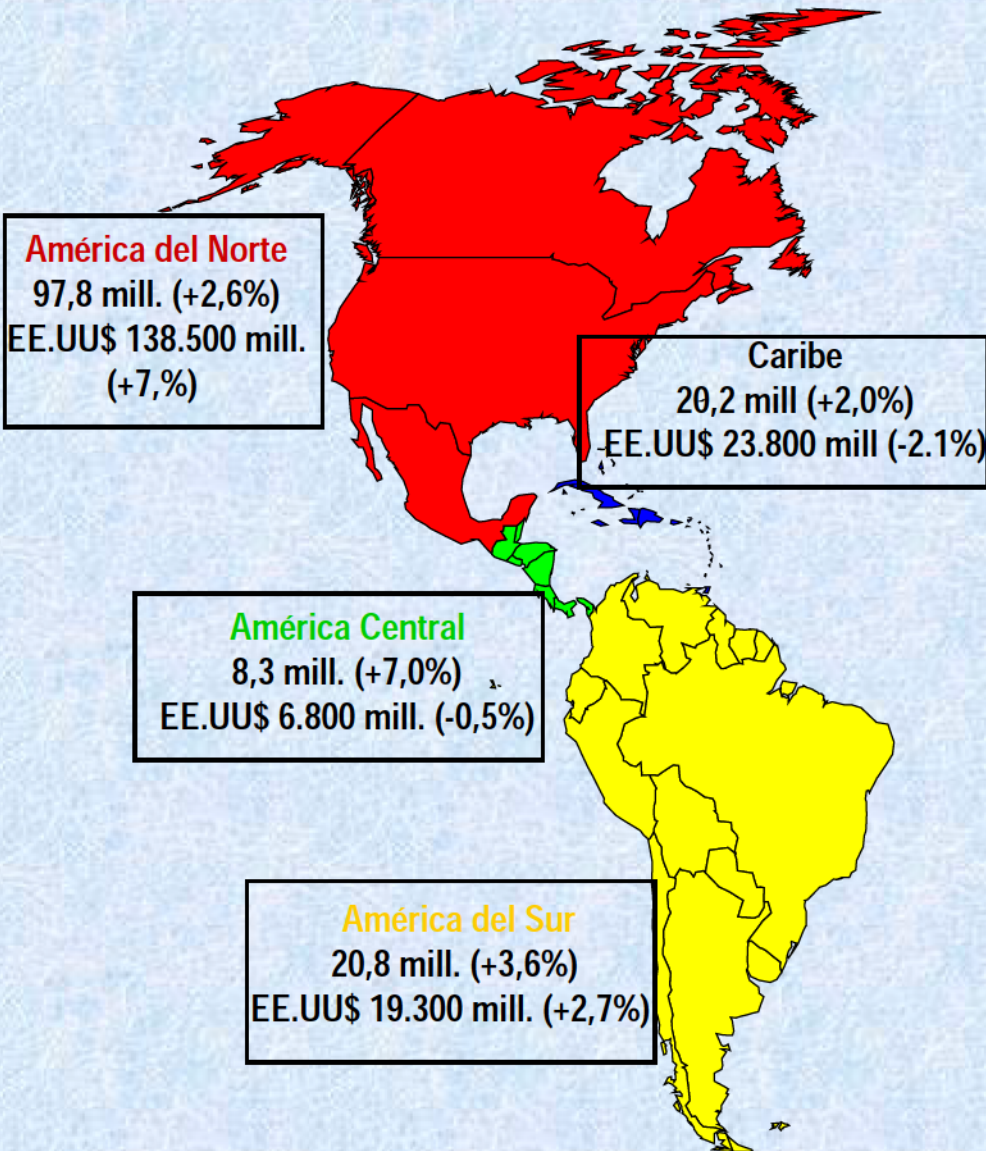 América del Norte
97,8 mill. (+2,6%)
EE.UU$ 138.500 mill.
(+7,%)
Caribe
20,2 mill (+2,0%)
EE.UU$ 23.800 mill (-2.1%)
América Central
8,3 mill. (+7,0%)
EE.UU$ 6.800 mill. (-0,5%)
América del Sur
20,8 mill. (+3,6%)
EE.UU$ 19.300 mill. (+2,7%)